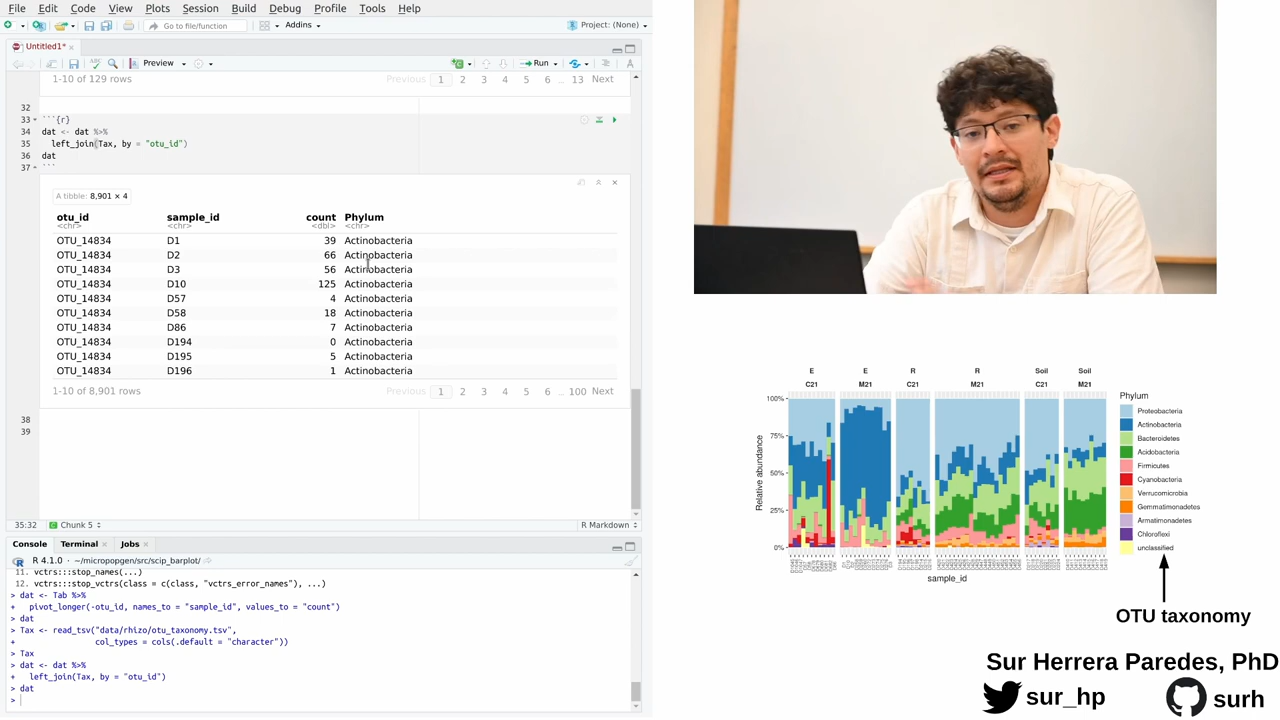 File Edit Code View Plots Session Build Debug Profile Tools Help
Go to file/function Addins Project: (None)
Untitled1*
Preview Run
1-10 of 129 rows Previous 1 2 3 4 5 6 .. 13 Next
32
33 ```{r}
34 dat <- dat %>%
35 left_join(Tax, by = "otu_id")
36 dat
37 ```
A tibble: 8,901 × 4
otu_id sample_id count Phylum
<chr> <chr> <dbl> <chr>
OTU_14834 D1 39 Actinobacteria
OTU_14834 D2 66 Actinobacteria
OTU_14834 D3 56 Actinobacteria
OTU_14834 D10 125 Actinobacteria
OTU_14834 D57 4 Actinobacteria
OTU_14834 D58 18 Actinobacteria
OTU_14834 D86 7 Actinobacteria
OTU_14834 D194 0 Actinobacteria
OTU_14834 D195 5 Actinobacteria
OTU_14834 D196 1 Actinobacteria
1-10 of 8,901 rows Previous 1 2 3 4 5 6 .. 100 Next
38
39
35:32 Chunk 5 R Markdown
Console Terminal Jobs
R 4.1.0 · ~/micropopgen/src/scip_barplot/
11. vctrs:::stop_names(...)
12. vctrs:::stop_vctrs(class = c(class, "vctrs_error_names"), ...)
> dat <- Tab %>%
+ pivot_longer(-otu_id, names_to = "sample_id", values_to = "count")
> dat
> Tax <- read_tsv("data/rhizo/otu_taxonomy.tsv",
+ col_types = cols(.default = "character"))
> Tax
> dat <- dat %>%
+ left_join(Tax, by = "otu_id")
> dat
>
E E R R Soil Soil
C21 M21 C21 M21 C21 M21
100%
75%
50%
25%
0%
Relative abundance
sample_id
Phylum
Proteobacteria
Actinobacteria
Bacteroidetes
Acidobacteria
Firmicutes
Cyanobacteria
Verrucomicrobia
Gemmatimonadetes
Armatimonadetes
Chloroflexi
unclassified
OTU taxonomy
Sur Herrera Paredes, PhD
sur_hp surh